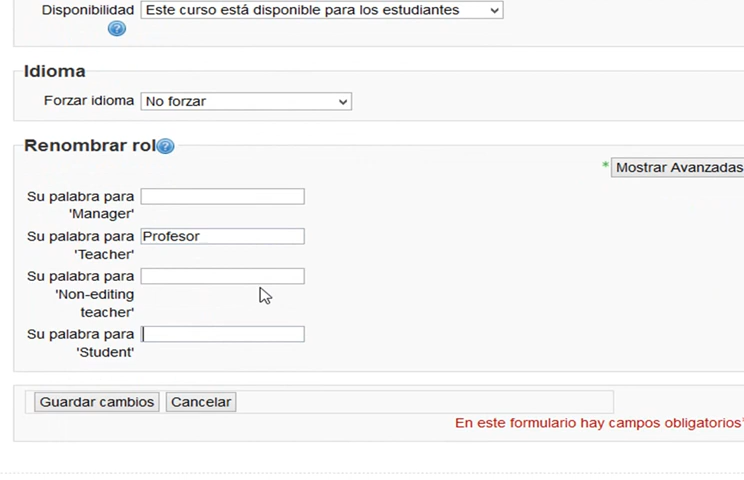 Disponibilidad Este curso está disponible para los estudiantes
Idioma
Forzar idioma No forzar
Renombrar rol
* Mostrar Avanzadas
Su palabra para 'Manager'
Su palabra para 'Teacher' Profesor
Su palabra para 'Non-editing teacher'
Su palabra para 'Student'
Guardar cambios Cancelar
En este formulario hay campos obligatorios*